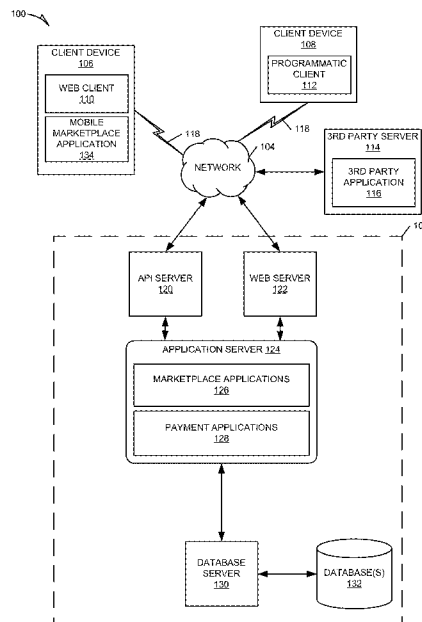 100
CLIENT DEVICE
106
WEB CLIENT
110
MOBILE
MARKETPLACE
APPLICATION
134
CLIENT DEVICE
108
PROGRAMMATIC
CLIENT
112
118
118
NETWORK
104
3RD PARTY SERVER
114
3RD PARTY
APPLICATION
116
10
API SERVER
120
WEB SERVER
122
APPLICATION SERVER 124
MARKETPLACE APPLICATIONS
126
PAYMENT APPLICATIONS
128
DATABASE
SERVER
130
DATABASE(S)
132